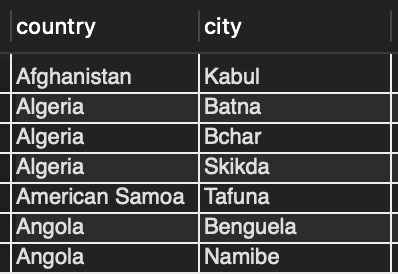 country city
Afghanistan Kabul
Algeria Batna
Algeria Bchar
Algeria Skikda
American Samoa Tafuna
Angola Benguela
Angola Namibe